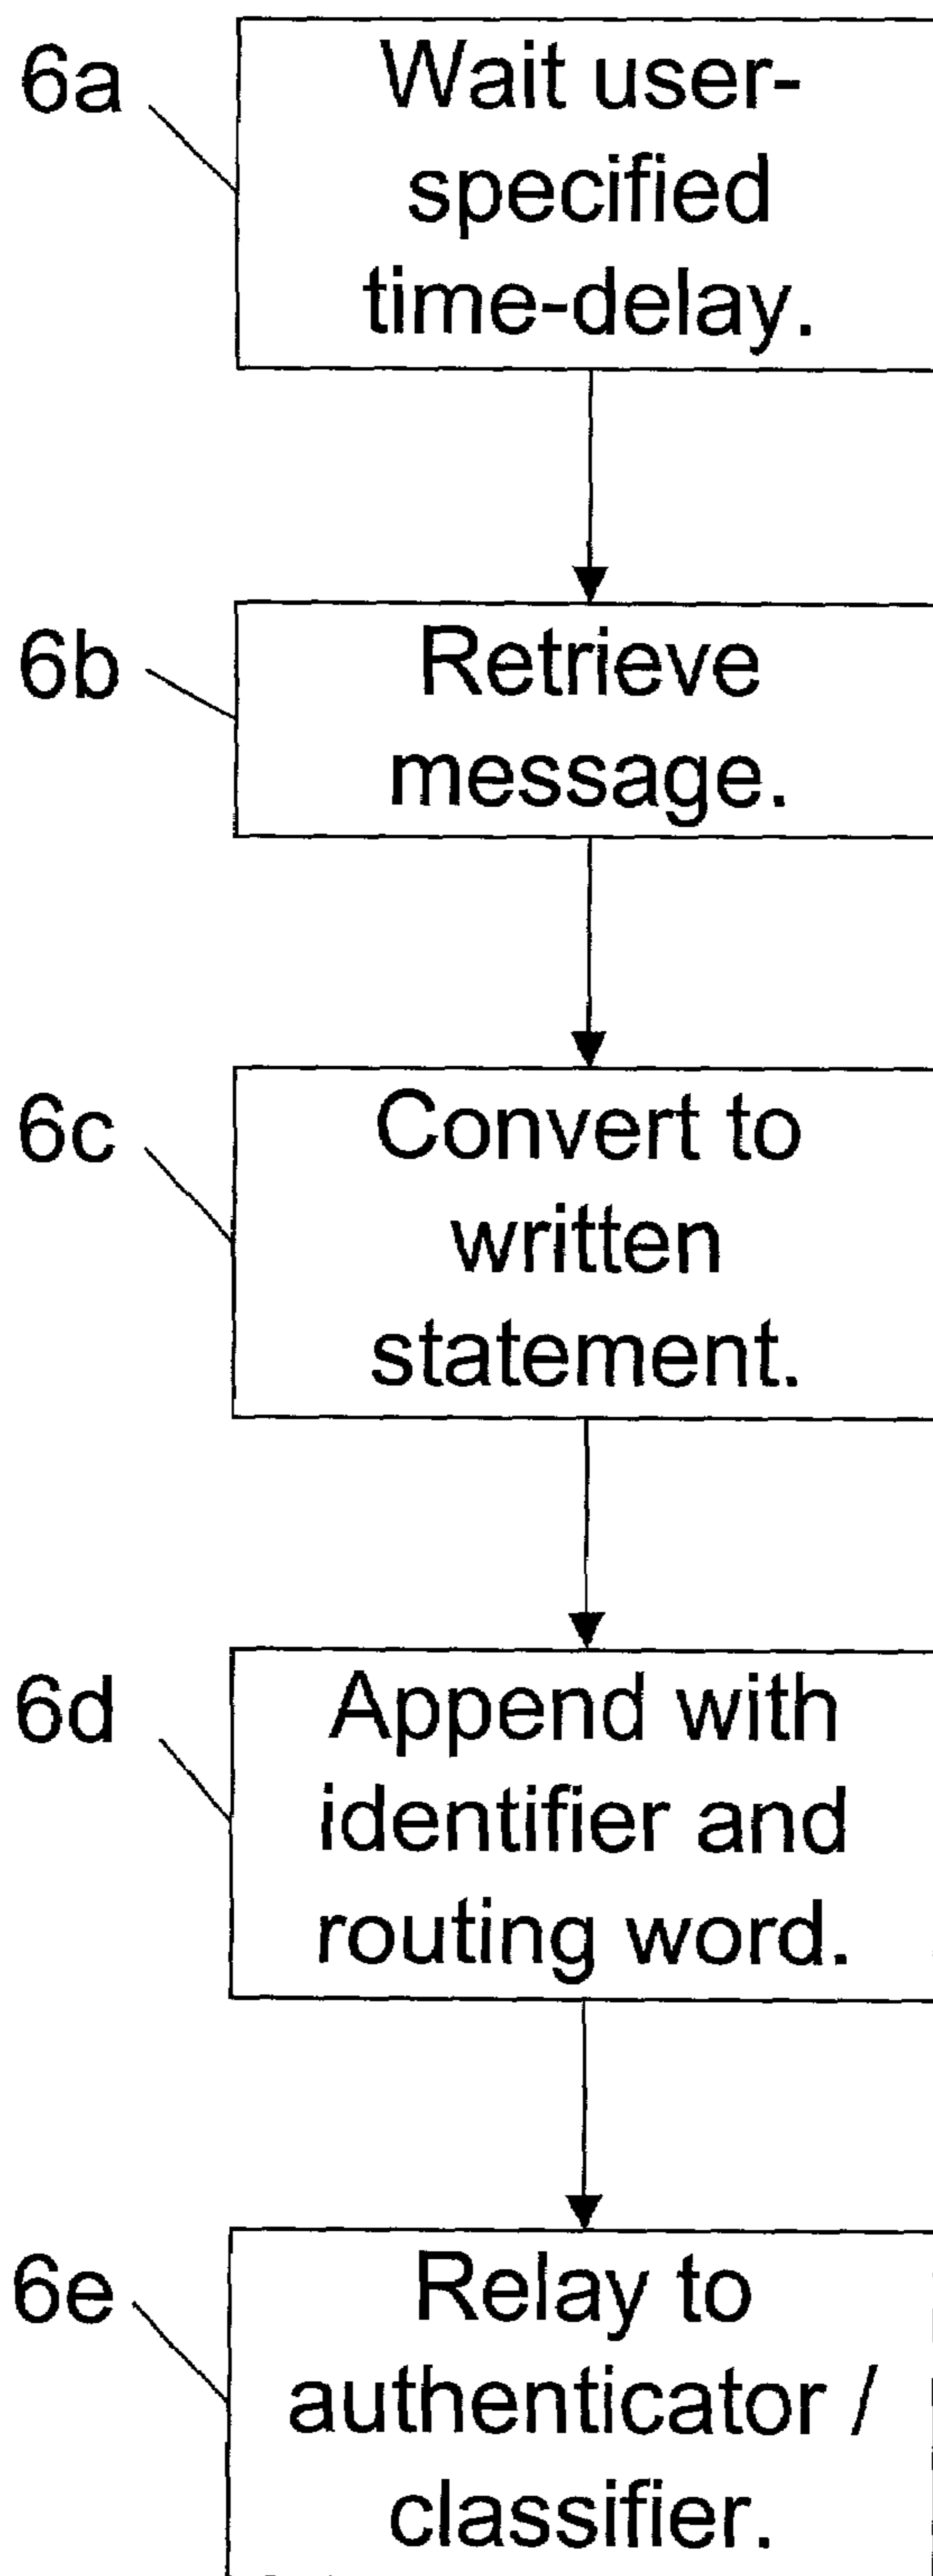 6a
Wait user-
specified
time-delay.
6b
Retrieve
message.
6c
Convert to
written
statement.
6d
Append with
identifier and
routing word.
6e
Relay to
authenticator /
classifier.